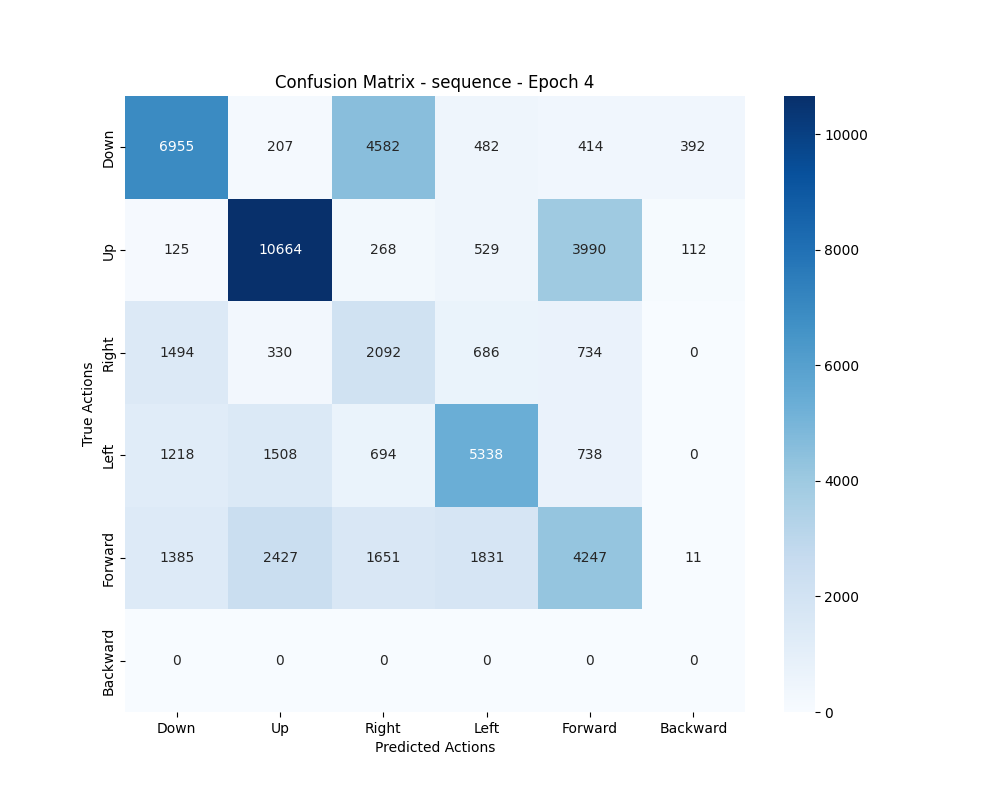 Confusion Matrix - sequence - Epoch 4
True Actions
Down 6955 207 4582 482 414 392
Up 125 10664 268 529 3990 112
Right 1494 330 2092 686 734 0
Left 1218 1508 694 5338 738 0
Forward 1385 2427 1651 1831 4247 11
Backward 0 0 0 0 0 0
Down Up Right Left Forward Backward
Predicted Actions
10000
8000
6000
4000
2000
0